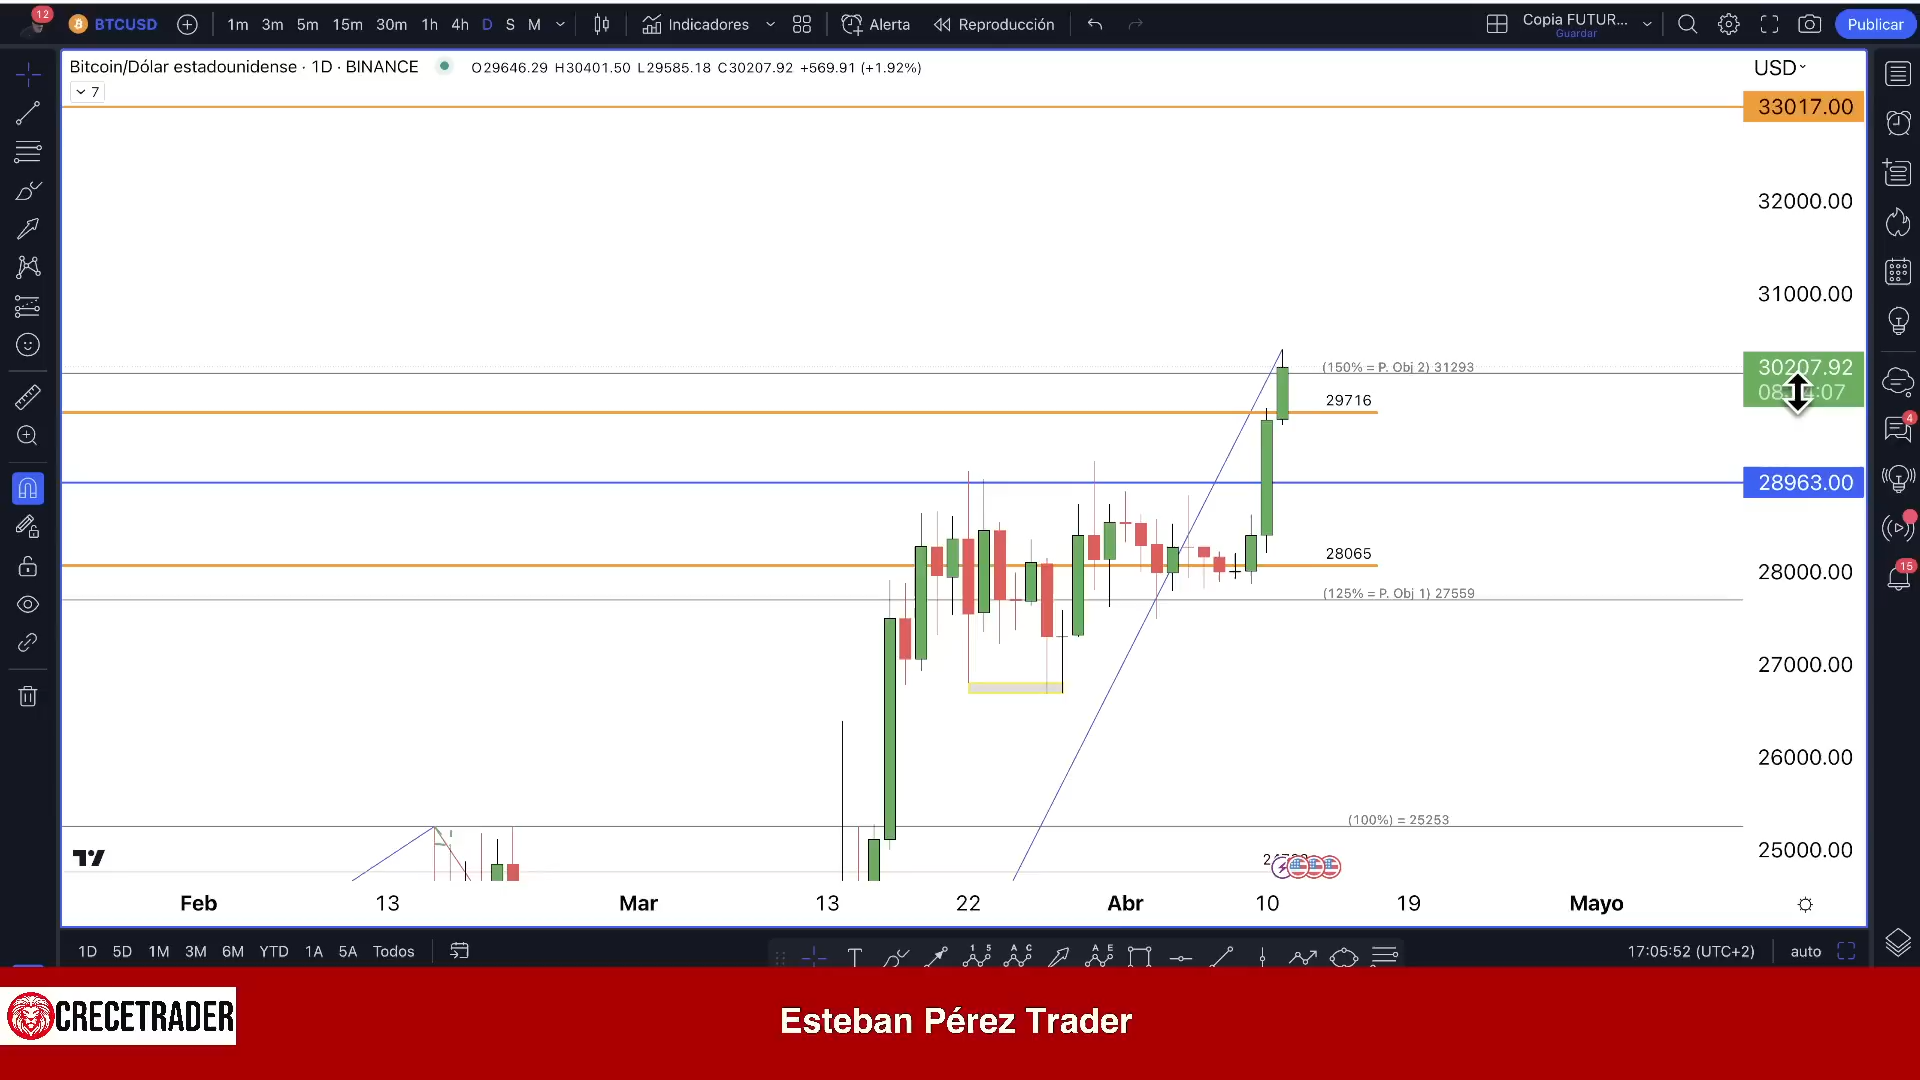 12
BTCUSD 1m 3m 5m 15m 30m 1h 4h D S M Indicadores Alerta Reproducción Copia FUTUR... Guardar Publicar
Bitcoin/Dólar estadounidense · 1D · BINANCE O29646.29 H30401.50 L29585.18 C30207.92 +569.91 (+1.92%) USD
7
33017.00
32000.00
31000.00
(150% = P. Obj 2) 31293 30207.92
29716
4
28963.00
28065
28000.00
15
(125% = P. Obj 1) 27559
27000.00
26000.00
(100%) = 25253
25000.00
Feb 13 Mar 13 22 Abr 10 19 Mayo
1D 5D 1M 3M 6M YTD 1A 5A Todos 17:05:52 (UTC+2) auto
CRECETRADER
Esteban Pérez Trader